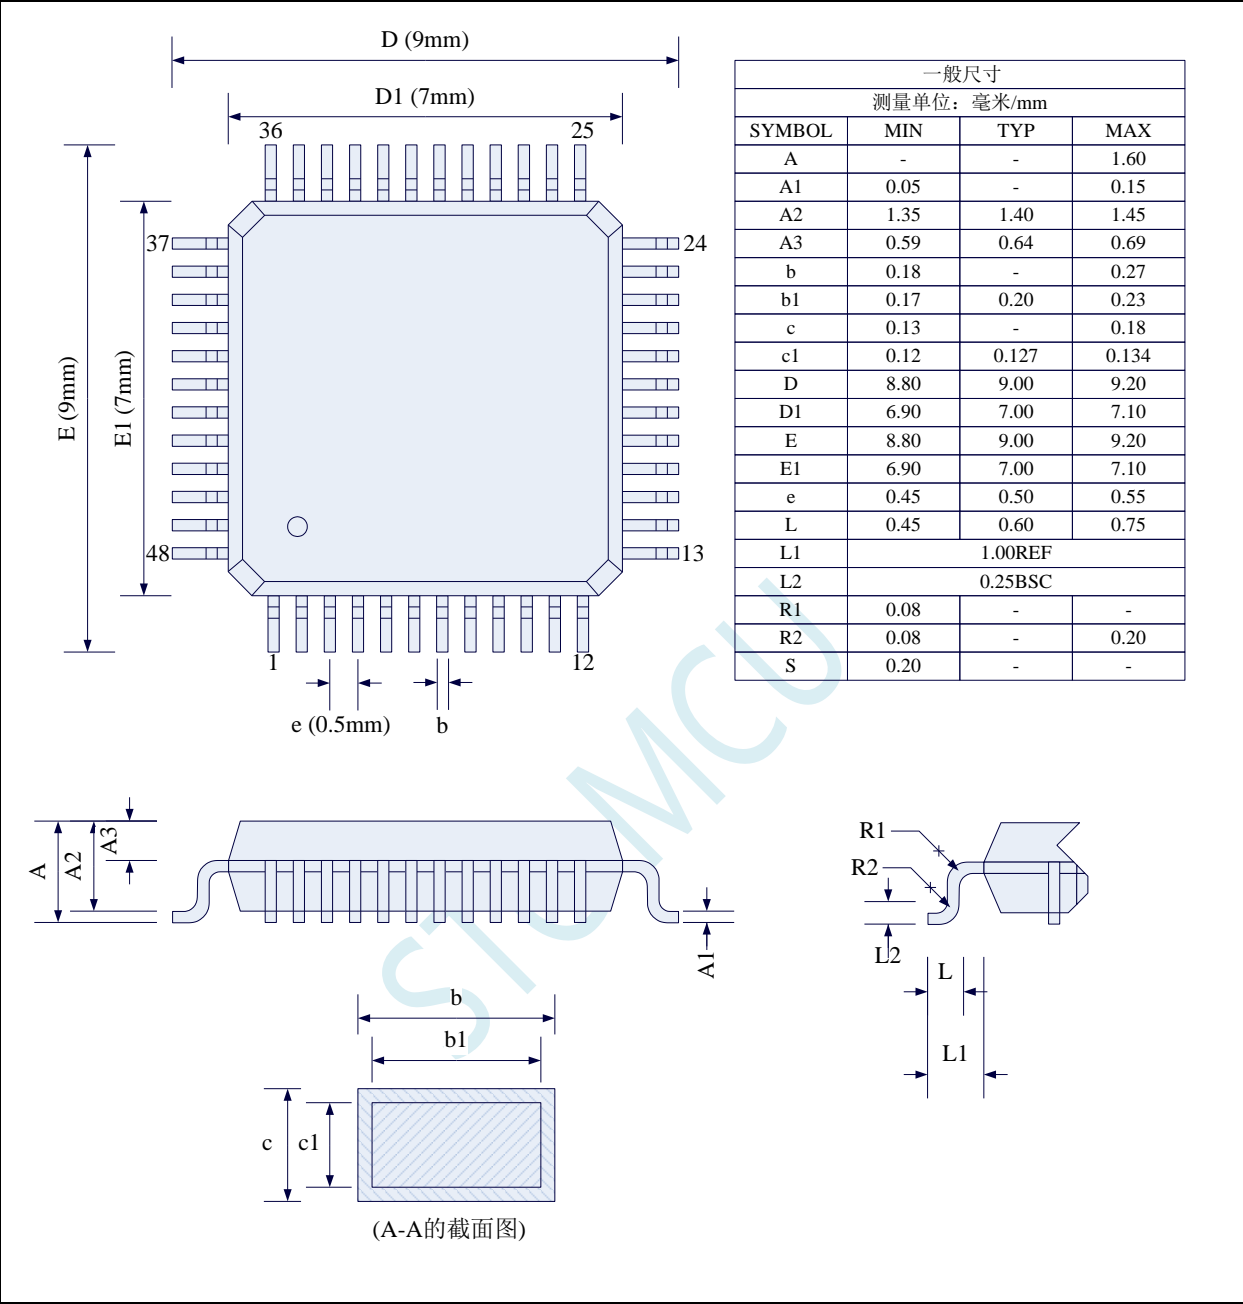 D (9mm)
D1 (7mm)
36
25
37
24
48
13
1
12
E (9mm)
E1 (7mm)
e (0.5mm)
b
一般尺寸
测量单位：毫米/mm
SYMBOL MIN TYP MAX
A - - 1.60
A1 0.05 - 0.15
A2 1.35 1.40 1.45
A3 0.59 0.64 0.69
b 0.18 - 0.27
b1 0.17 0.20 0.23
c 0.13 - 0.18
c1 0.12 0.127 0.134
D 8.80 9.00 9.20
D1 6.90 7.00 7.10
E 8.80 9.00 9.20
E1 6.90 7.00 7.10
e 0.45 0.50 0.55
L 0.45 0.60 0.75
L1 1.00REF
L2 0.25BSC
R1 0.08 - -
R2 0.08 - 0.20
S 0.20 - -
A
A2
A3
A1
R1
R2
L2
L
L1
b
b1
c
c1
(A-A的截面图)
STCMCU